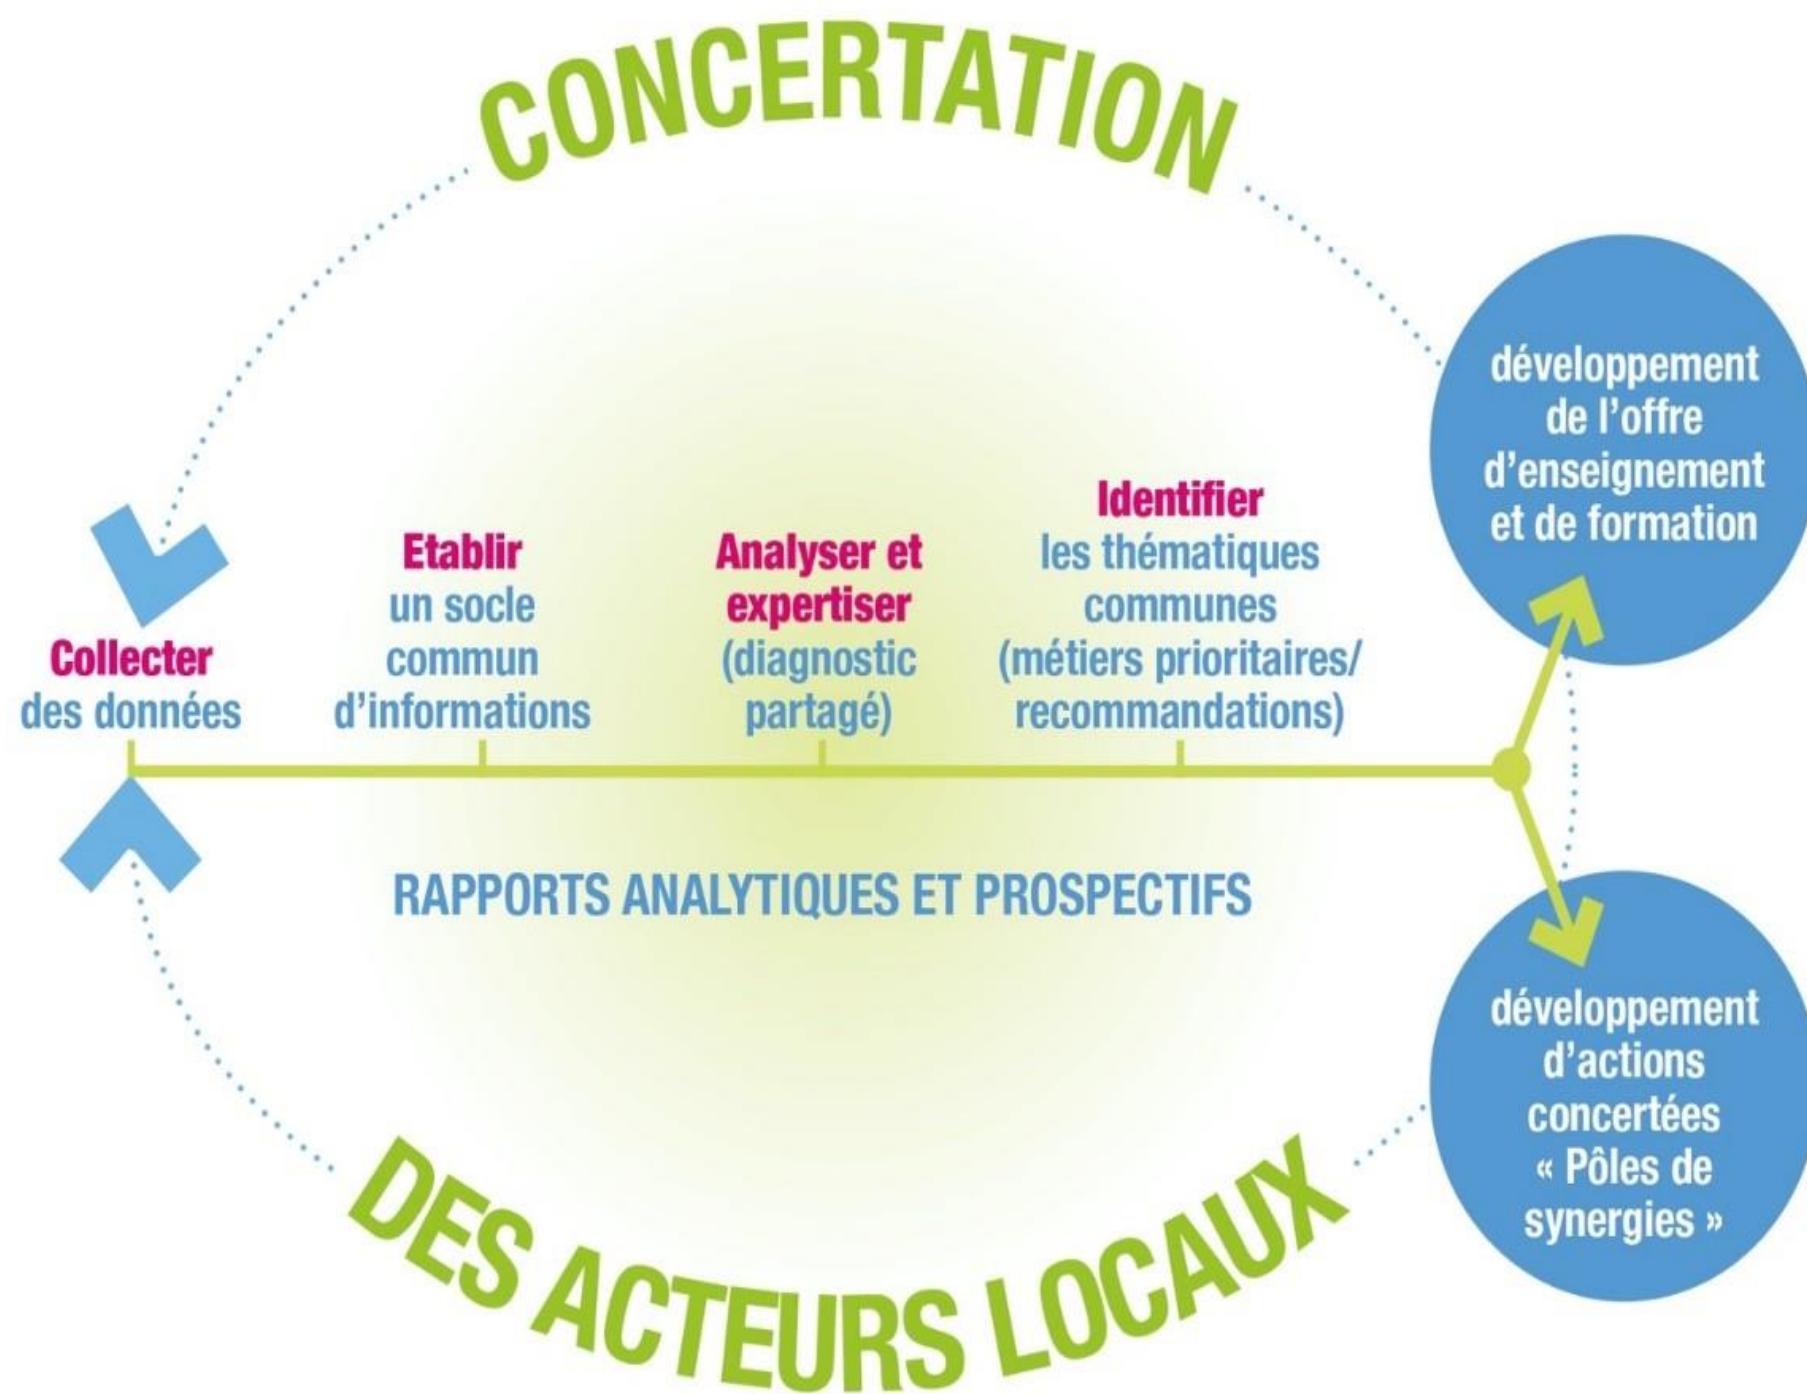 CONCERTATION
Collecter
des données
Etablir
un socle
commun
d'informations
Analyser et
expertiser
(diagnostic
partagé)
Identifier
les thématiques
communes
(métiers prioritaires/
recommandations)
développement
de l'offre
d'enseignement
et de formation
RAPPORTS ANALYTIQUES ET PROSPECTIFS
développement
d'actions
concertées
« Pôles de
synergies »
DES ACTEURS LOCAUX